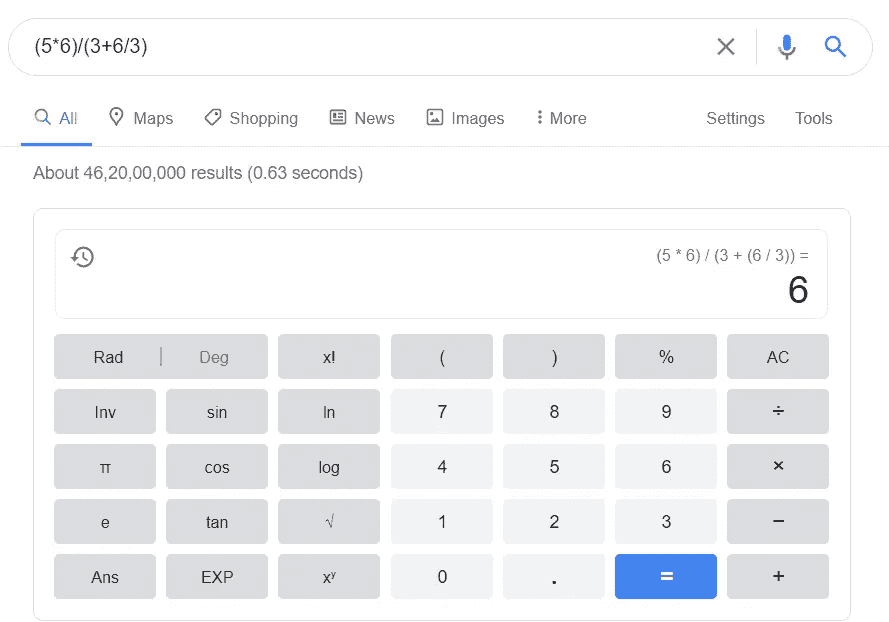 (5*6)/(3+6/3)
All Maps Shopping News Images More Settings Tools
About 46,20,00,000 results (0.63 seconds)
(5 * 6) / (3 + (6 / 3)) =
6
Rad | Deg x! ( ) % AC
Inv sin ln 7 8 9 ÷
π cos log 4 5 6 ×
e tan √ 1 2 3 −
Ans EXP xʸ 0 . = +